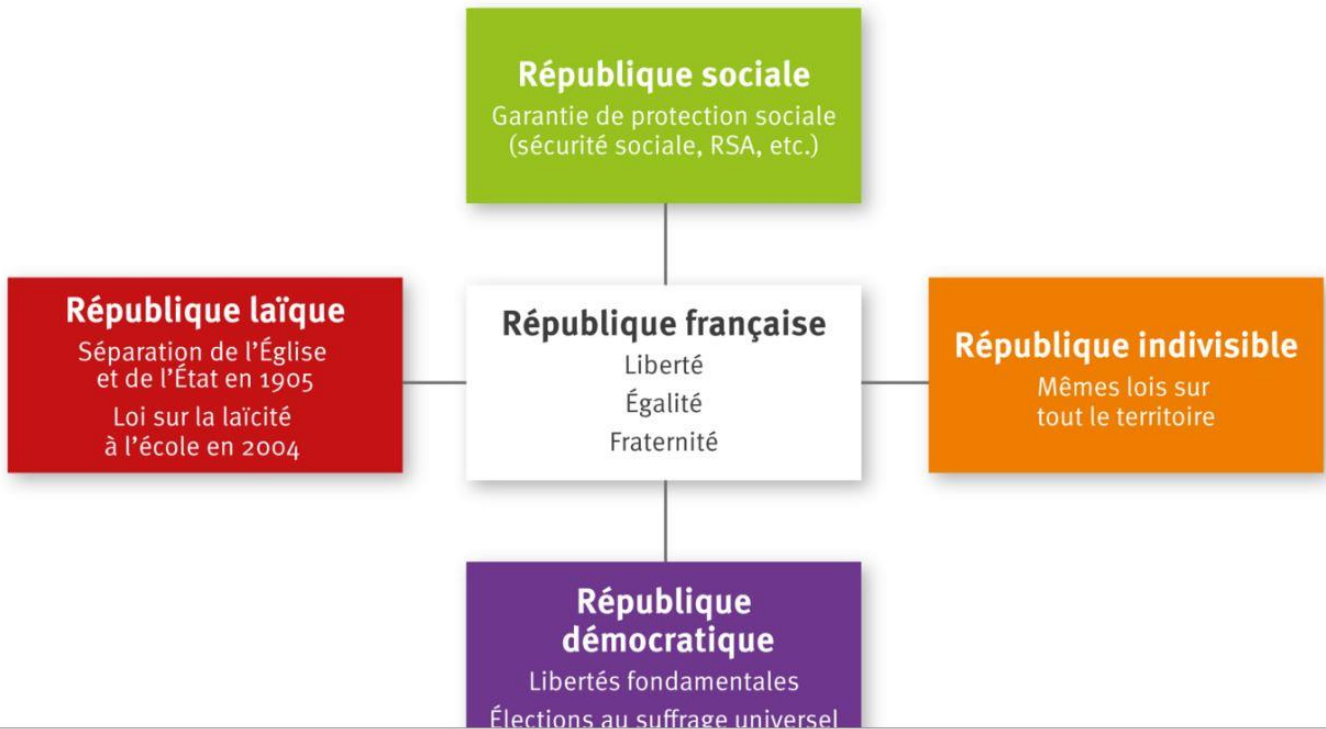 République sociale
Garantie de protection sociale
(sécurité sociale, RSA, etc.)
République laïque
Séparation de l'Église
et de l'État en 1905
Loi sur la laïcité
à l'école en 2004
République française
Liberté
Égalité
Fraternité
République indivisible
Mêmes lois sur
tout le territoire
République
démocratique
Libertés fondamentales
Élections au suffrage universel